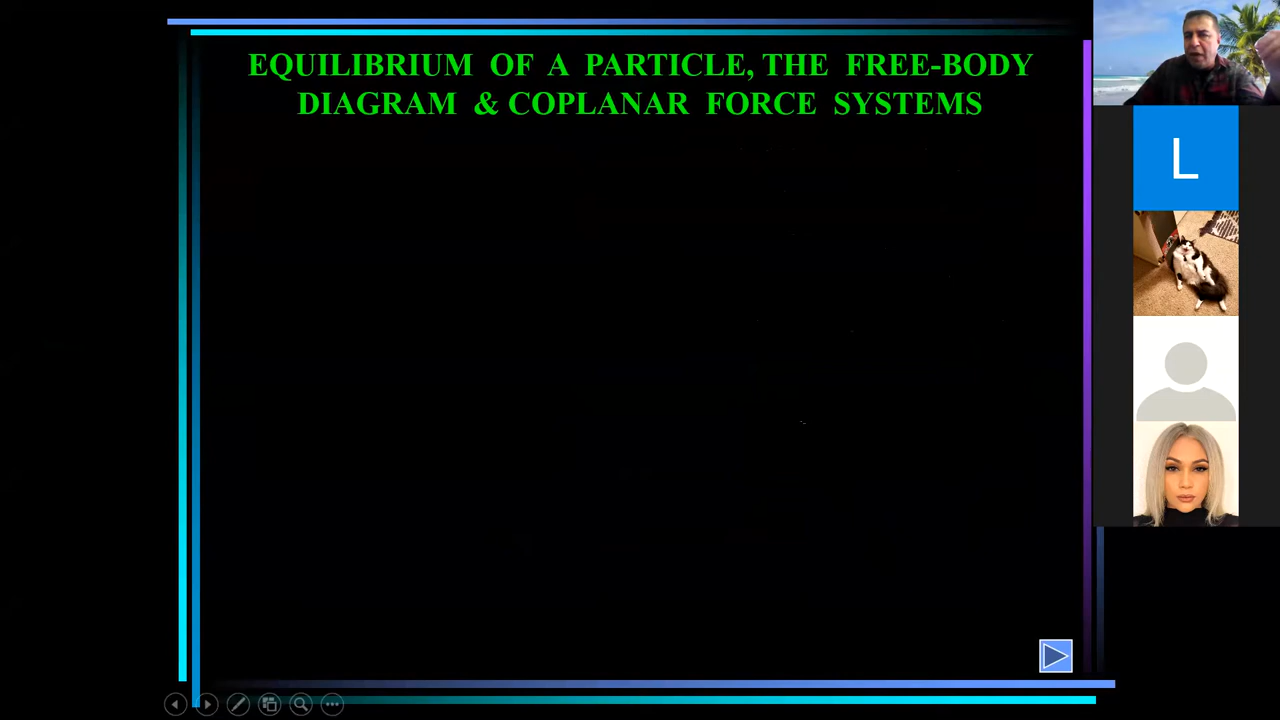 EQUILIBRIUM OF A PARTICLE, THE FREE-BODY
DIAGRAM & COPLANAR FORCE SYSTEMS
L